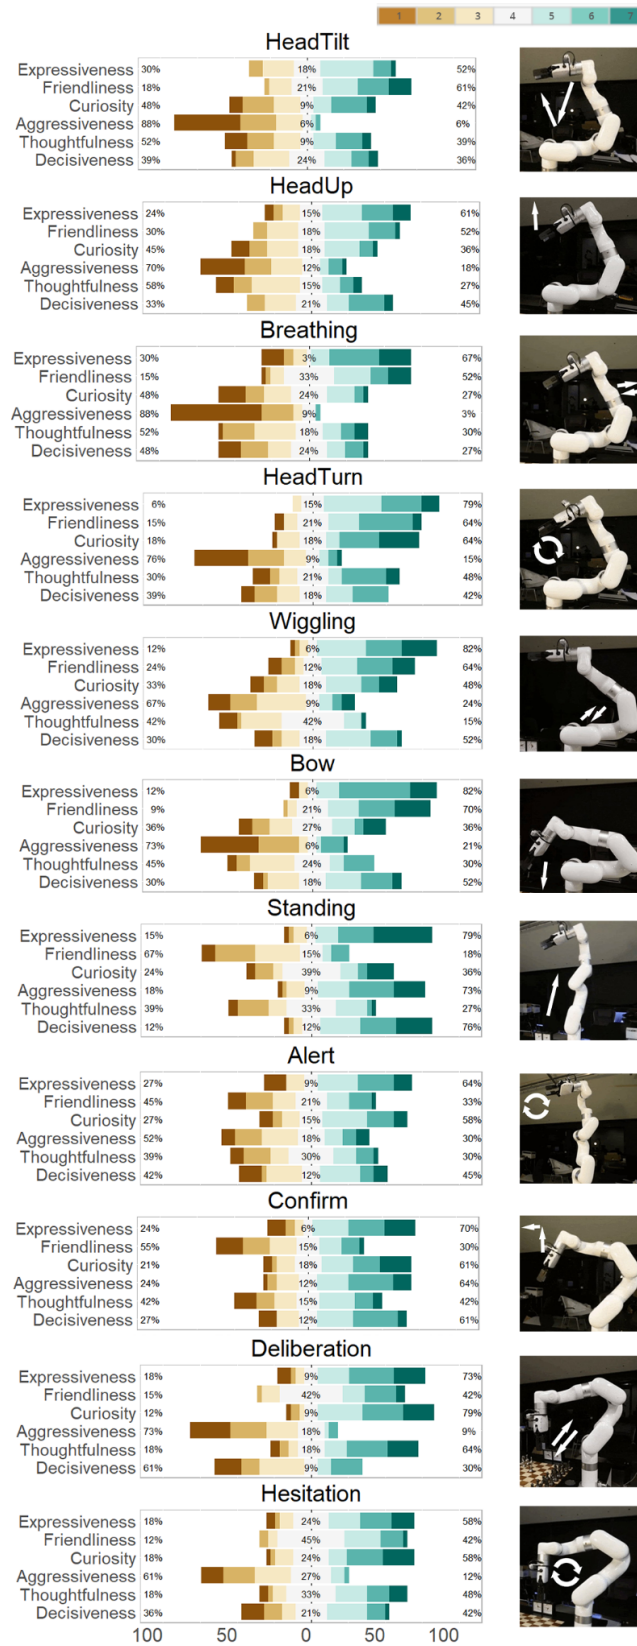 1 2 3 4 5 6 7
HeadTilt
Expressiveness 30% 18% 52%
Friendliness 18% 21% 61%
Curiosity 48% 9% 42%
Aggressiveness 88% 6% 6%
Thoughtfulness 52% 9% 39%
Decisiveness 39% 24% 36%
HeadUp
Expressiveness 24% 15% 61%
Friendliness 30% 18% 52%
Curiosity 45% 18% 36%
Aggressiveness 70% 12% 18%
Thoughtfulness 58% 15% 27%
Decisiveness 33% 21% 45%
Breathing
Expressiveness 30% 3% 67%
Friendliness 15% 33% 52%
Curiosity 48% 24% 27%
Aggressiveness 88% 9% 3%
Thoughtfulness 52% 18% 30%
Decisiveness 48% 24% 27%
HeadTurn
Expressiveness 6% 15% 79%
Friendliness 15% 21% 64%
Curiosity 18% 18% 64%
Aggressiveness 76% 9% 15%
Thoughtfulness 30% 21% 48%
Decisiveness 39% 18% 42%
Wiggling
Expressiveness 12% 6% 82%
Friendliness 24% 12% 64%
Curiosity 33% 18% 48%
Aggressiveness 67% 9% 24%
Thoughtfulness 42% 42% 15%
Decisiveness 30% 18% 52%
Bow
Expressiveness 12% 6% 82%
Friendliness 9% 21% 70%
Curiosity 36% 27% 36%
Aggressiveness 73% 6% 21%
Thoughtfulness 45% 24% 30%
Decisiveness 30% 18% 52%
Standing
Expressiveness 15% 6% 79%
Friendliness 67% 15% 18%
Curiosity 24% 39% 36%
Aggressiveness 18% 9% 73%
Thoughtfulness 39% 33% 27%
Decisiveness 12% 12% 76%
Alert
Expressiveness 27% 9% 64%
Friendliness 45% 21% 33%
Curiosity 27% 15% 58%
Aggressiveness 52% 18% 30%
Thoughtfulness 39% 30% 30%
Decisiveness 42% 12% 45%
Confirm
Expressiveness 24% 6% 70%
Friendliness 55% 15% 30%
Curiosity 21% 18% 61%
Aggressiveness 24% 12% 64%
Thoughtfulness 42% 15% 42%
Decisiveness 27% 12% 61%
Deliberation
Expressiveness 18% 9% 73%
Friendliness 15% 42% 42%
Curiosity 12% 9% 79%
Aggressiveness 73% 18% 9%
Thoughtfulness 18% 18% 64%
Decisiveness 61% 9% 30%
Hesitation
Expressiveness 18% 24% 58%
Friendliness 12% 45% 42%
Curiosity 18% 24% 58%
Aggressiveness 61% 27% 12%
Thoughtfulness 18% 33% 48%
Decisiveness 36% 21% 42%
100 50 0 50 100